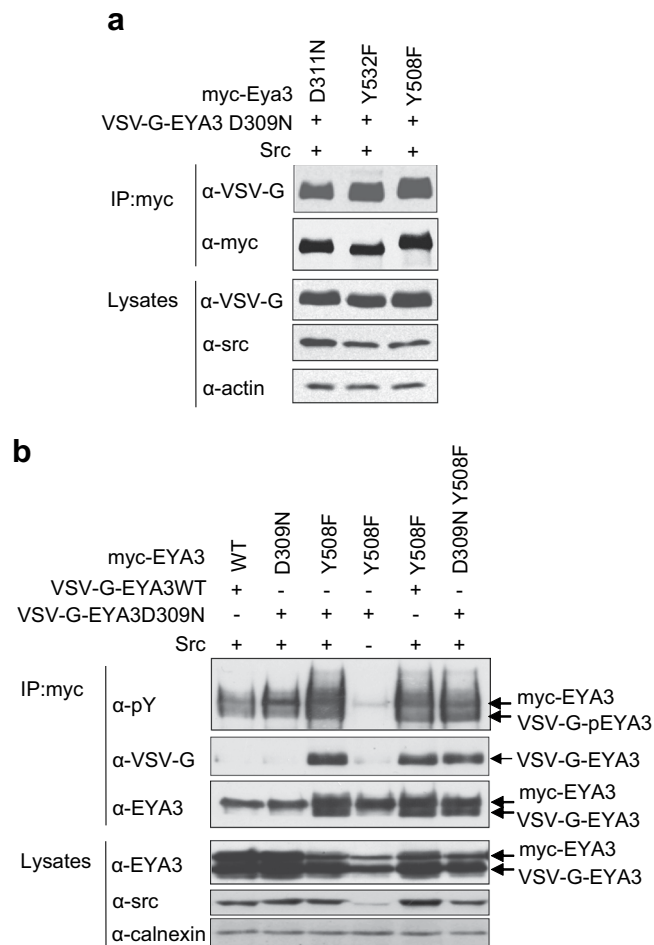 a
myc-Eya3 D311N Y532F Y508F
VSV-G-EYA3 D309N + + +
Src + + +
IP:myc α-VSV-G
α-myc
Lysates α-VSV-G
α-src
α-actin
b
myc-EYA3 WT D309N Y508F Y508F Y508F D309N Y508F
VSV-G-EYA3WT + - - - + -
VSV-G-EYA3D309N - + + + - +
Src + + + - + +
IP:myc α-pY myc-EYA3
VSV-G-pEYA3
α-VSV-G VSV-G-EYA3
α-EYA3 myc-EYA3
VSV-G-EYA3
Lysates α-EYA3 myc-EYA3
VSV-G-EYA3
α-src
α-calnexin